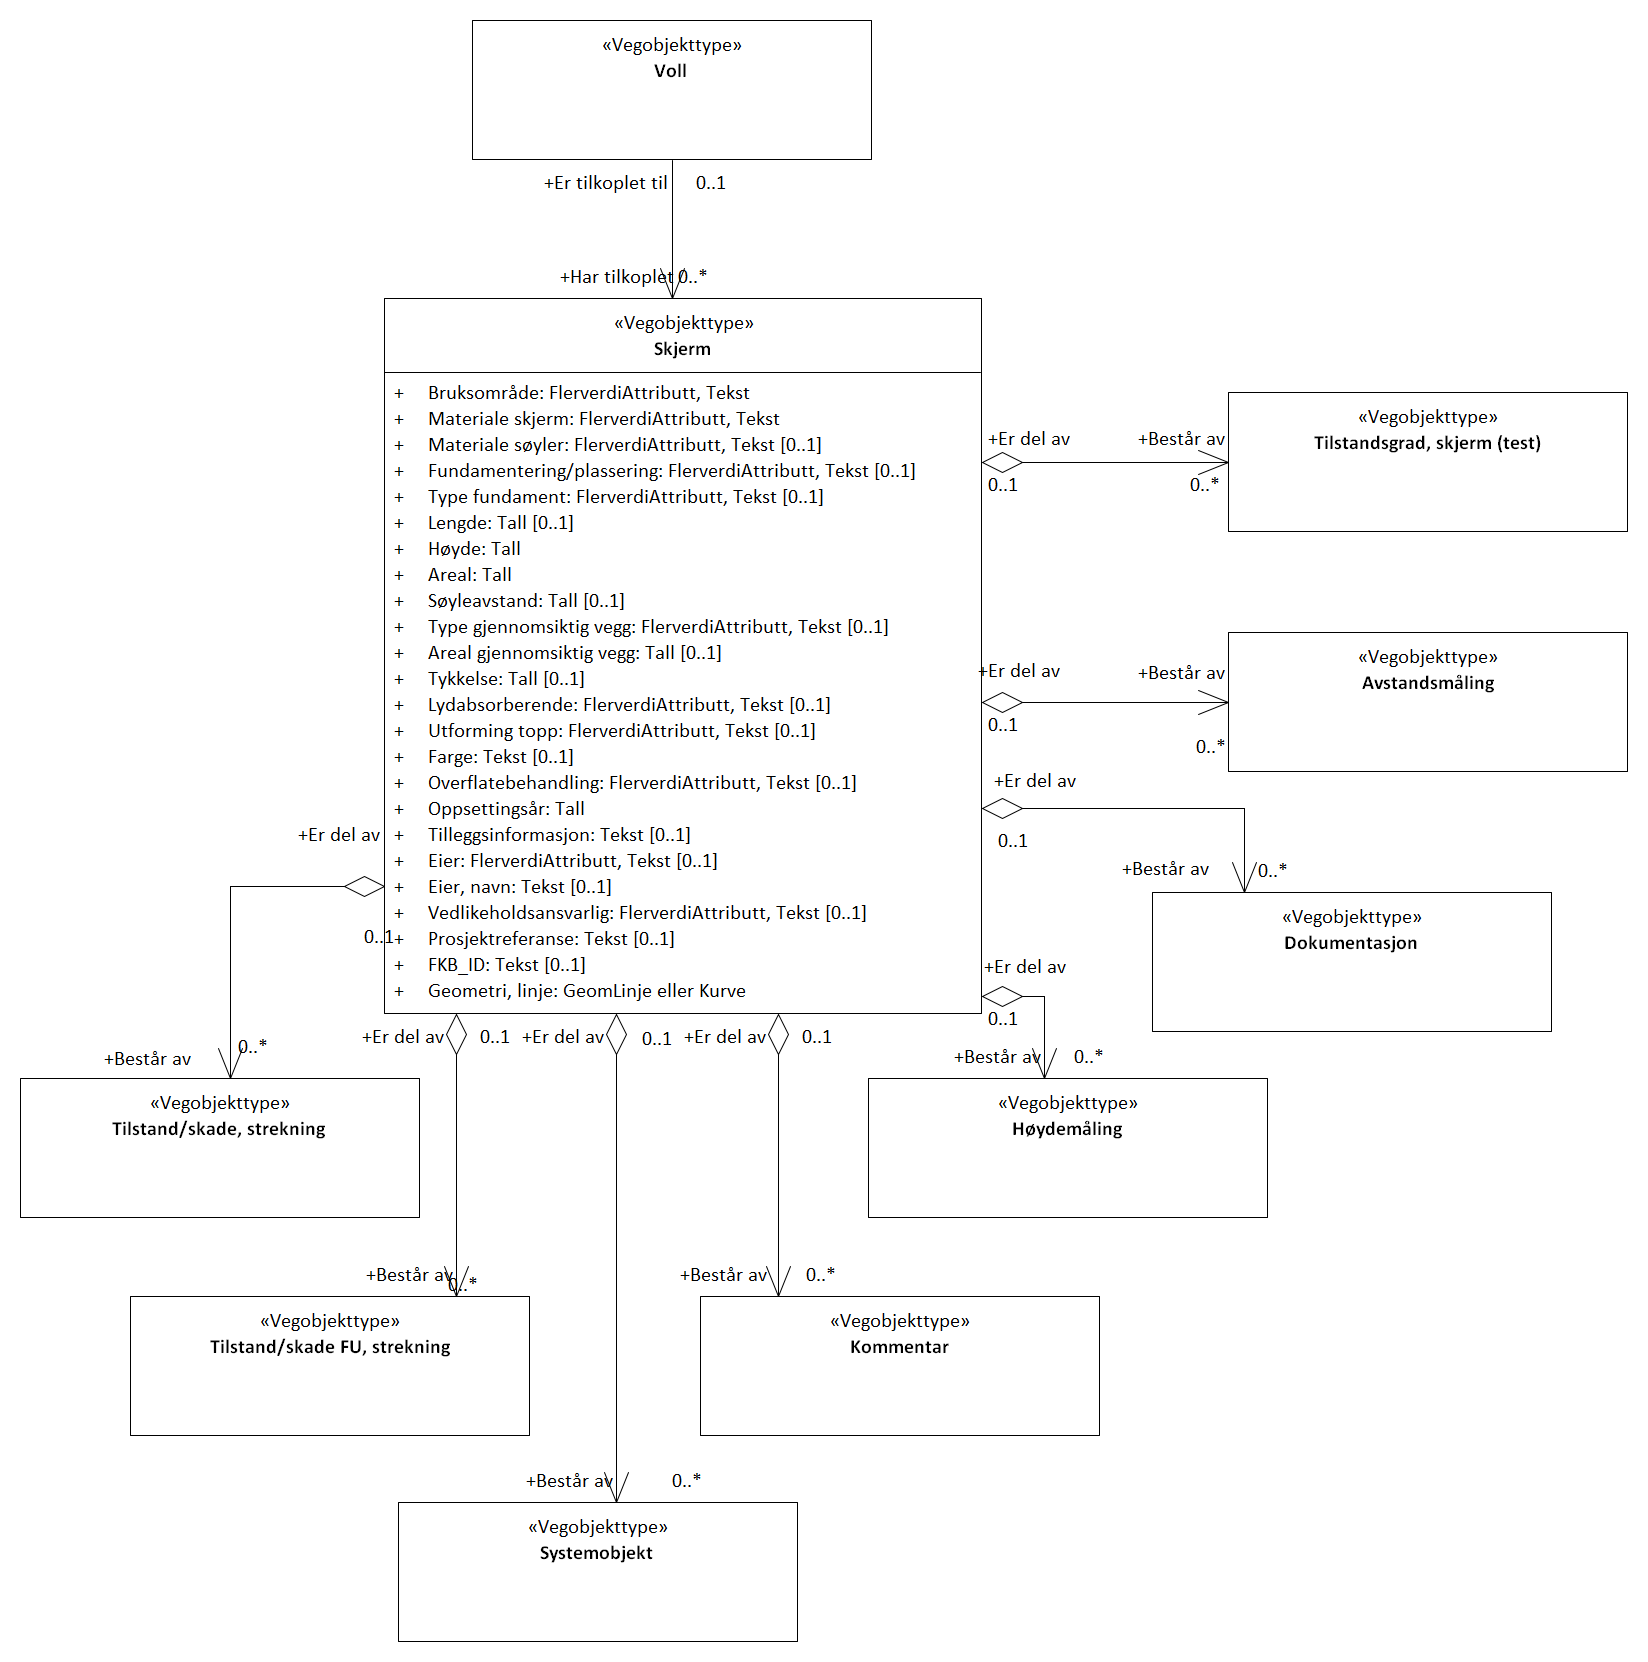 «Vegobjekttype»
Voll
+Er tilkoplet til 0..1
+Har tilkoplet 0..*
«Vegobjekttype»
Skjerm
+ Bruksområde: FlerverdiAttributt, Tekst
+ Materiale skjerm: FlerverdiAttributt, Tekst
+ Materiale søyler: FlerverdiAttributt, Tekst [0..1]
+ Fundamentering/plassering: FlerverdiAttributt, Tekst [0..1]
+ Type fundament: FlerverdiAttributt, Tekst [0..1]
+ Lengde: Tall [0..1]
+ Høyde: Tall
+ Areal: Tall
+ Søyleavstand: Tall [0..1]
+ Type gjennomsiktig vegg: FlerverdiAttributt, Tekst [0..1]
+ Areal gjennomsiktig vegg: Tall [0..1]
+ Tykkelse: Tall [0..1]
+ Lydabsorberende: FlerverdiAttributt, Tekst [0..1]
+ Utforming topp: FlerverdiAttributt, Tekst [0..1]
+ Farge: Tekst [0..1]
+ Overflatebehandling: FlerverdiAttributt, Tekst [0..1]
+ Oppsettingsår: Tall
+ Tilleggsinformasjon: Tekst [0..1]
+ Eier: FlerverdiAttributt, Tekst [0..1]
+ Eier, navn: Tekst [0..1]
+ Vedlikeholdsansvarlig: FlerverdiAttributt, Tekst [0..1]
+ Prosjektreferanse: Tekst [0..1]
+ FKB_ID: Tekst [0..1]
+ Geometri, linje: GeomLinje eller Kurve
+Er del av +Består av
0..1 0..*
«Vegobjekttype»
Tilstandsgrad, skjerm (test)
+Er del av +Består av
0..1
0..*
«Vegobjekttype»
Avstandsmåling
+Er del av
0..1
+Består av 0..*
«Vegobjekttype»
Dokumentasjon
+Er del av
0..1
+Består av 0..*
«Vegobjekttype»
Høydemåling
+Er del av
0..1
0..*
+Består av
«Vegobjekttype»
Tilstand/skade, strekning
+Er del av 0..1
+Består av 0..*
«Vegobjekttype»
Tilstand/skade FU, strekning
+Er del av 0..1
+Består av 0..*
«Vegobjekttype»
Systemobjekt
+Er del av 0..1
+Består av 0..*
«Vegobjekttype»
Kommentar